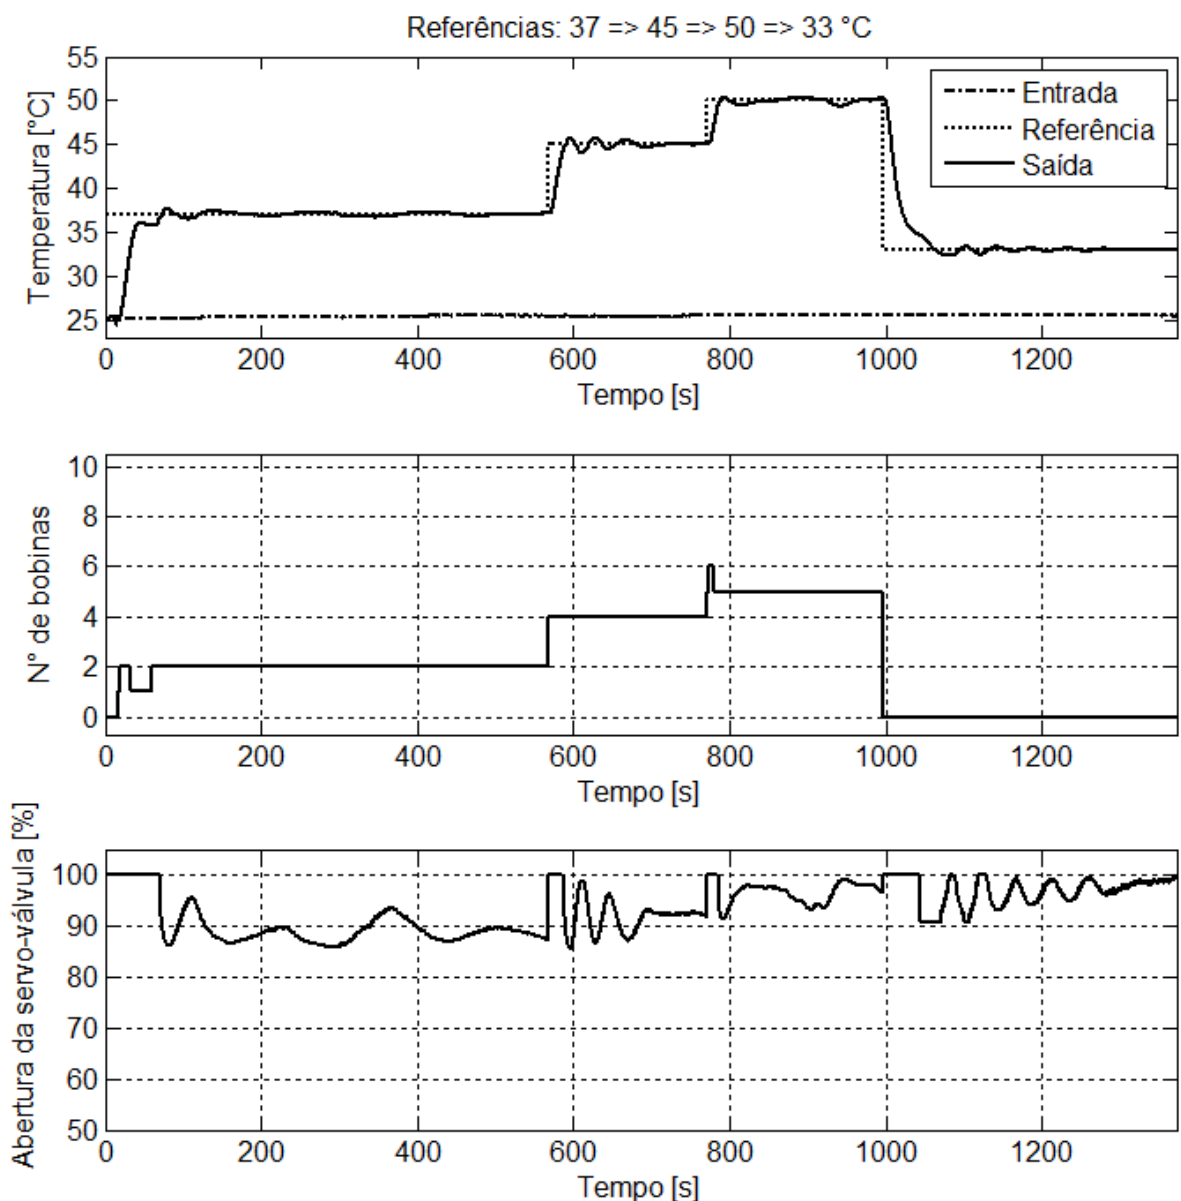 Referências: 37 => 45 => 50 => 33 °C
Temperatura [°C]
55
50
45
40
35
30
25
Entrada
Referência
Saída
0 200 400 600 800 1000 1200
Tempo [s]
N° de bobinas
10
8
6
4
2
0
0 200 400 600 800 1000 1200
Tempo [s]
Abertura da servo-válvula [%]
100
90
80
70
60
50
0 200 400 600 800 1000 1200
Tempo [s]